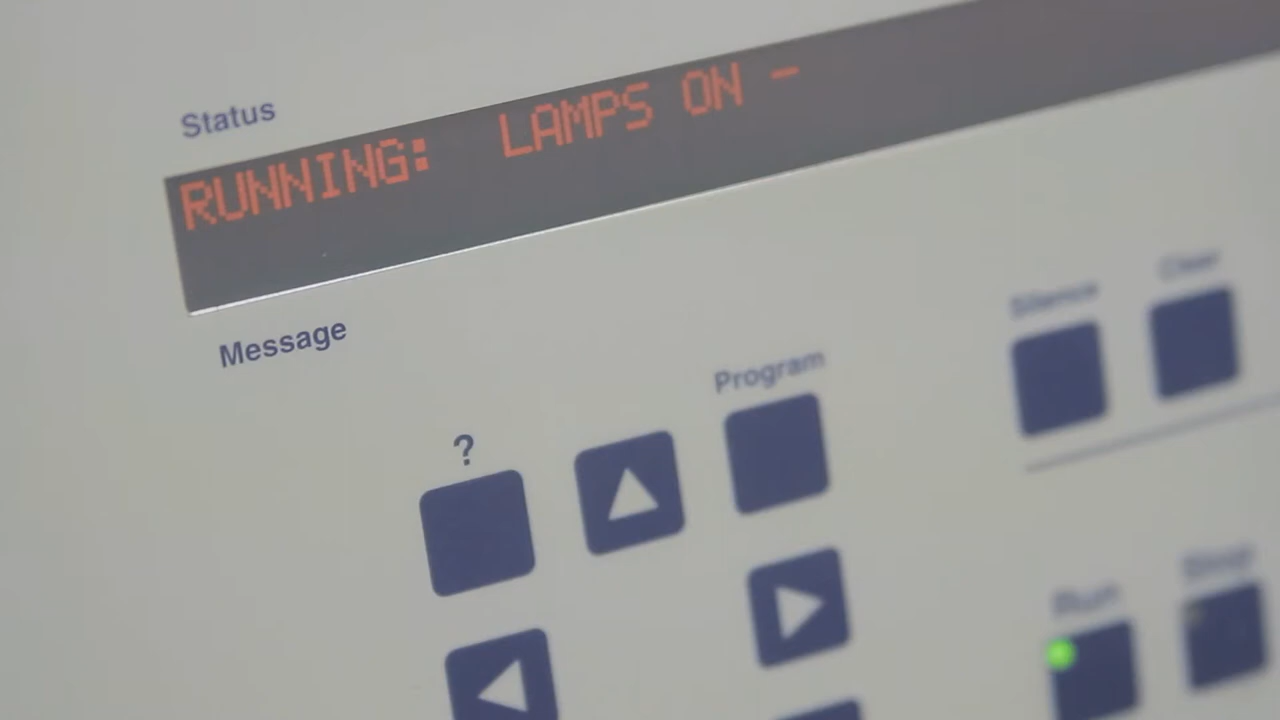 Status
RUNNING: LAMPS ON -
Message
?
Program
Silence
Clear
Run
Stop